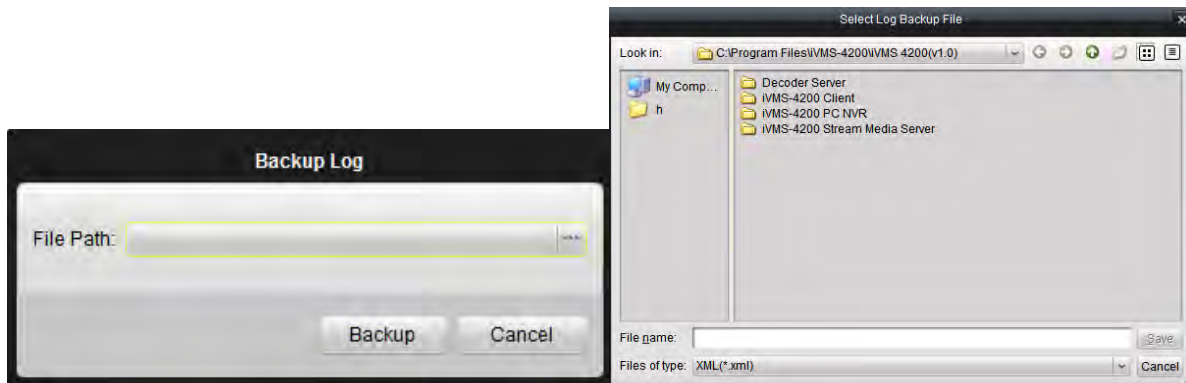 Backup Log
File Path:
Backup Cancel
Select Log Backup File
Look in: C:\Program Files\iVMS-4200\iVMS 4200(v1.0)
My Comp...
h
Decoder Server
iVMS-4200 Client
iVMS-4200 PC NVR
iVMS-4200 Stream Media Server
File name: Save
Files of type: XML(*.xml) Cancel